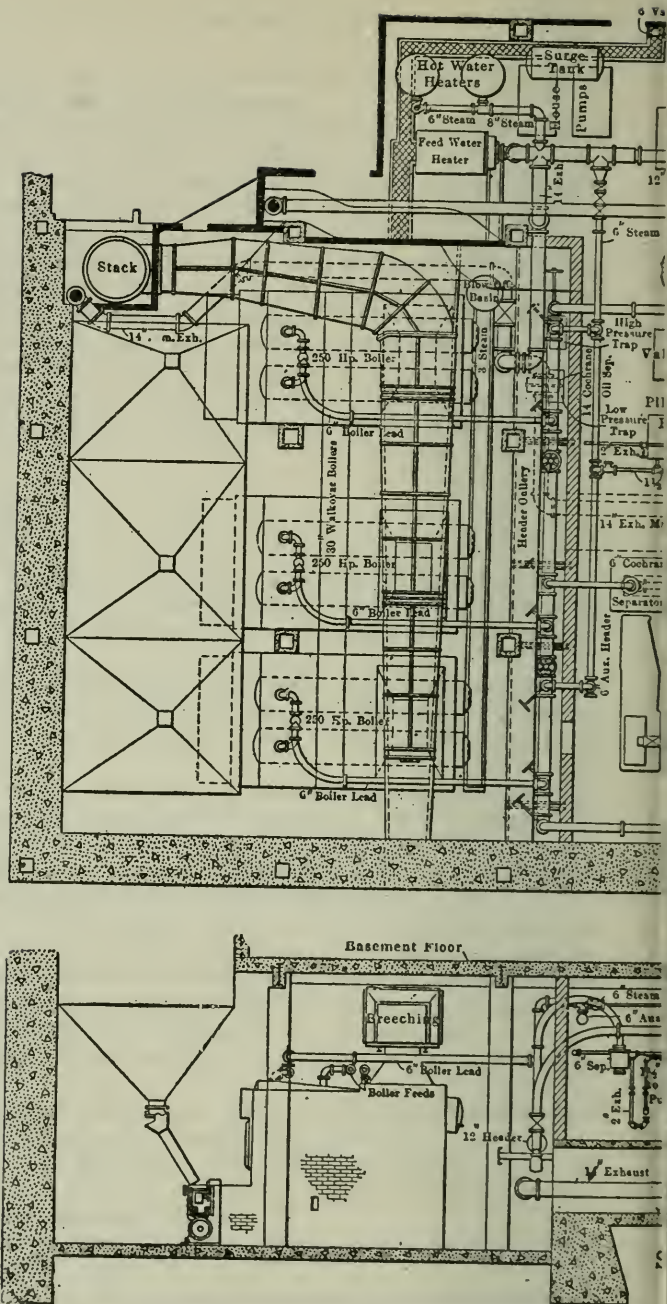 Hot Water
Heaters
Surge
Tank
House
Pumps
6" Steam
8" Steam
Feed Water
Heater
14" Exh
12"
6" Steam
Stack
14"
Exh.
Blow Off
Basin
8" Steam
250 Hp. Boiler
6" Boiler Lead
High
Pressure
Trap
14" Cochrane
Oil Sep.
Low
Pressure
Trap
Header Gallery
14" Exh. M
250 Hp. Boiler
6" Boiler Lead
6" Cochran
Separator
6" Aux. Header
250 Hp. Boiler
6" Boiler Lead
Basement Floor
Breeching
6" Steam
6" Aux
6" Boiler Lead
Boiler Feeds
6" Sep.
2" Exh.
12" Header
Exhaust